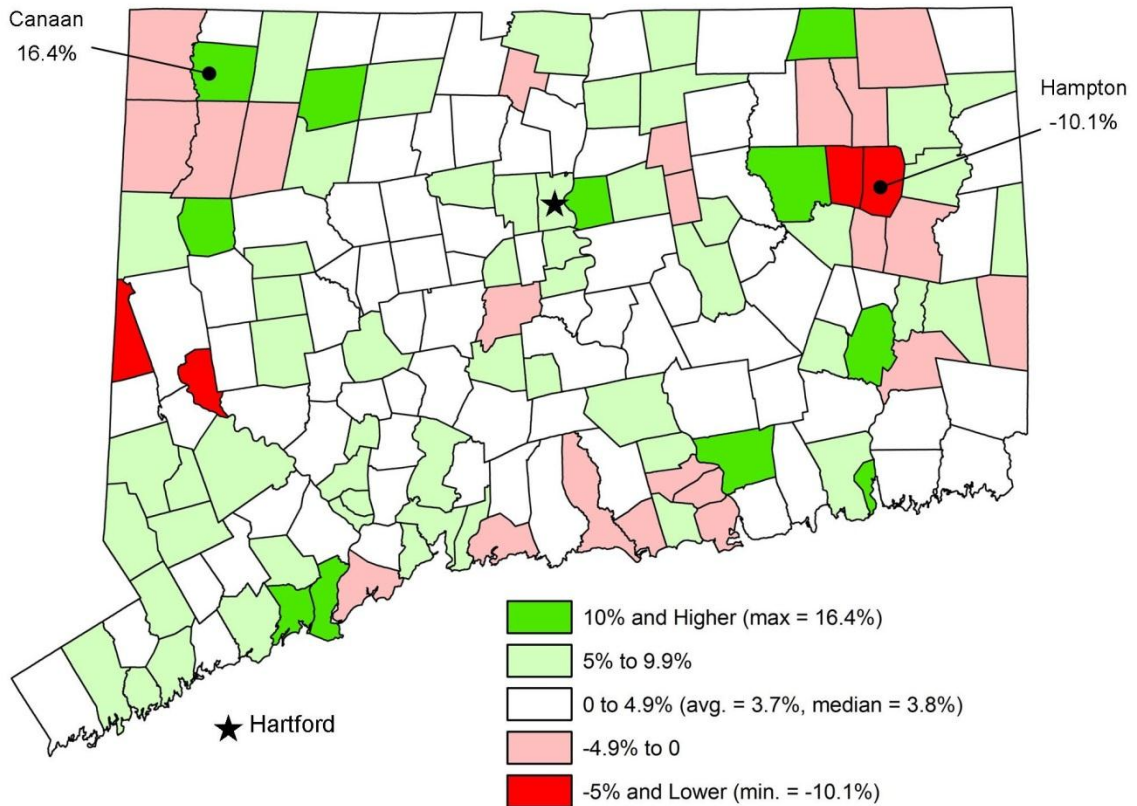 Canaan
16.4%
Hampton
-10.1%
10% and Higher (max = 16.4%)
5% to 9.9%
0 to 4.9% (avg. = 3.7%, median = 3.8%)
-4.9% to 0
-5% and Lower (min. = -10.1%)
Hartford